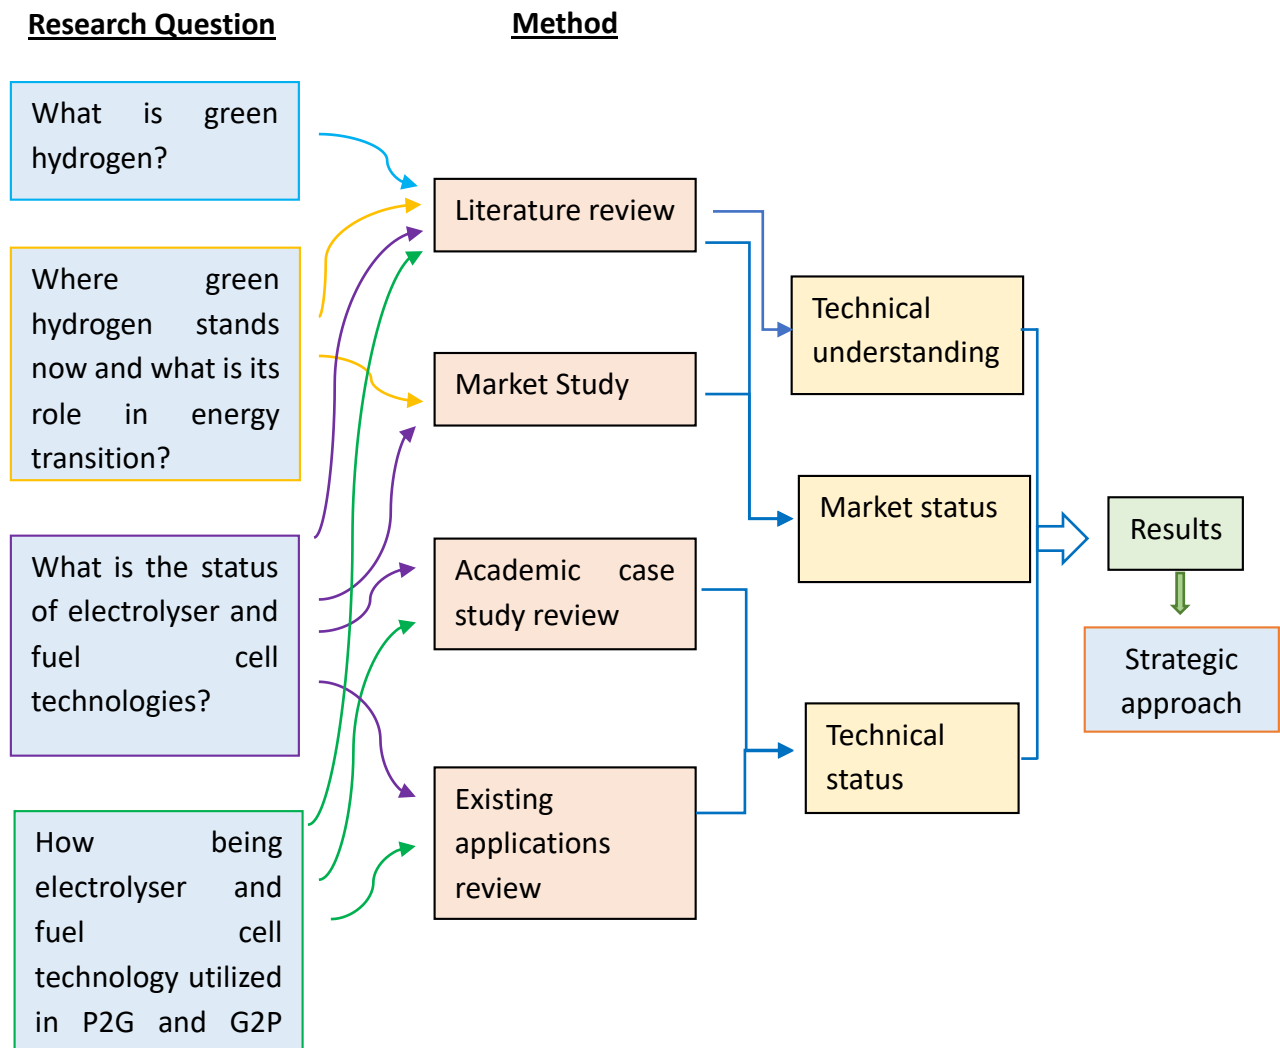 Research Question
Method
What is green
hydrogen?
Where green
hydrogen stands
now and what is its
role in energy
transition?
What is the status
of electrolyser and
fuel cell
technologies?
How being
electrolyser and
fuel cell
technology utilized
in P2G and G2P
Literature review
Market Study
Academic case
study review
Existing
applications
review
Technical
understanding
Market status
Technical
status
Results
Strategic
approach